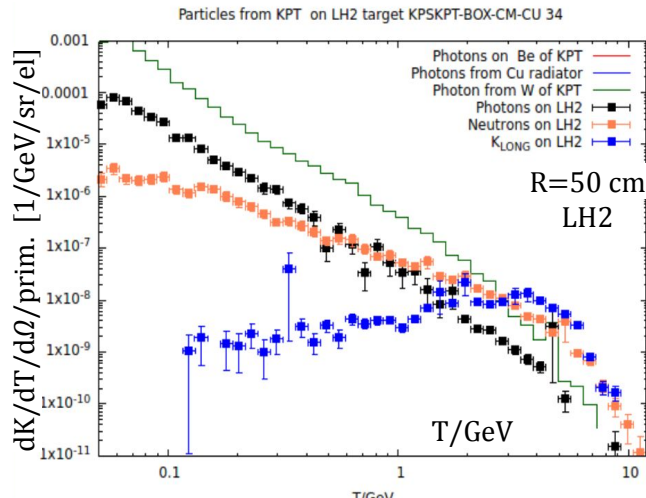 Particles from KPT on LH2 target KPSKPT-BOX-CM-CU 34
dK/dT/dΩ/prim. [1/GeV/sr/el]
0.001
0.0001
1x10-5
1x10-6
1x10-7
1x10-8
1x10-9
1x10-10
1x10-11
Photons on Be of KPT
Photons from Cu radiator
Photon from W of KPT
Photons on LH2
Neutrons on LH2
KLONG on LH2
R=50 cm
LH2
T/GeV
0.1
1
10
T/GeV